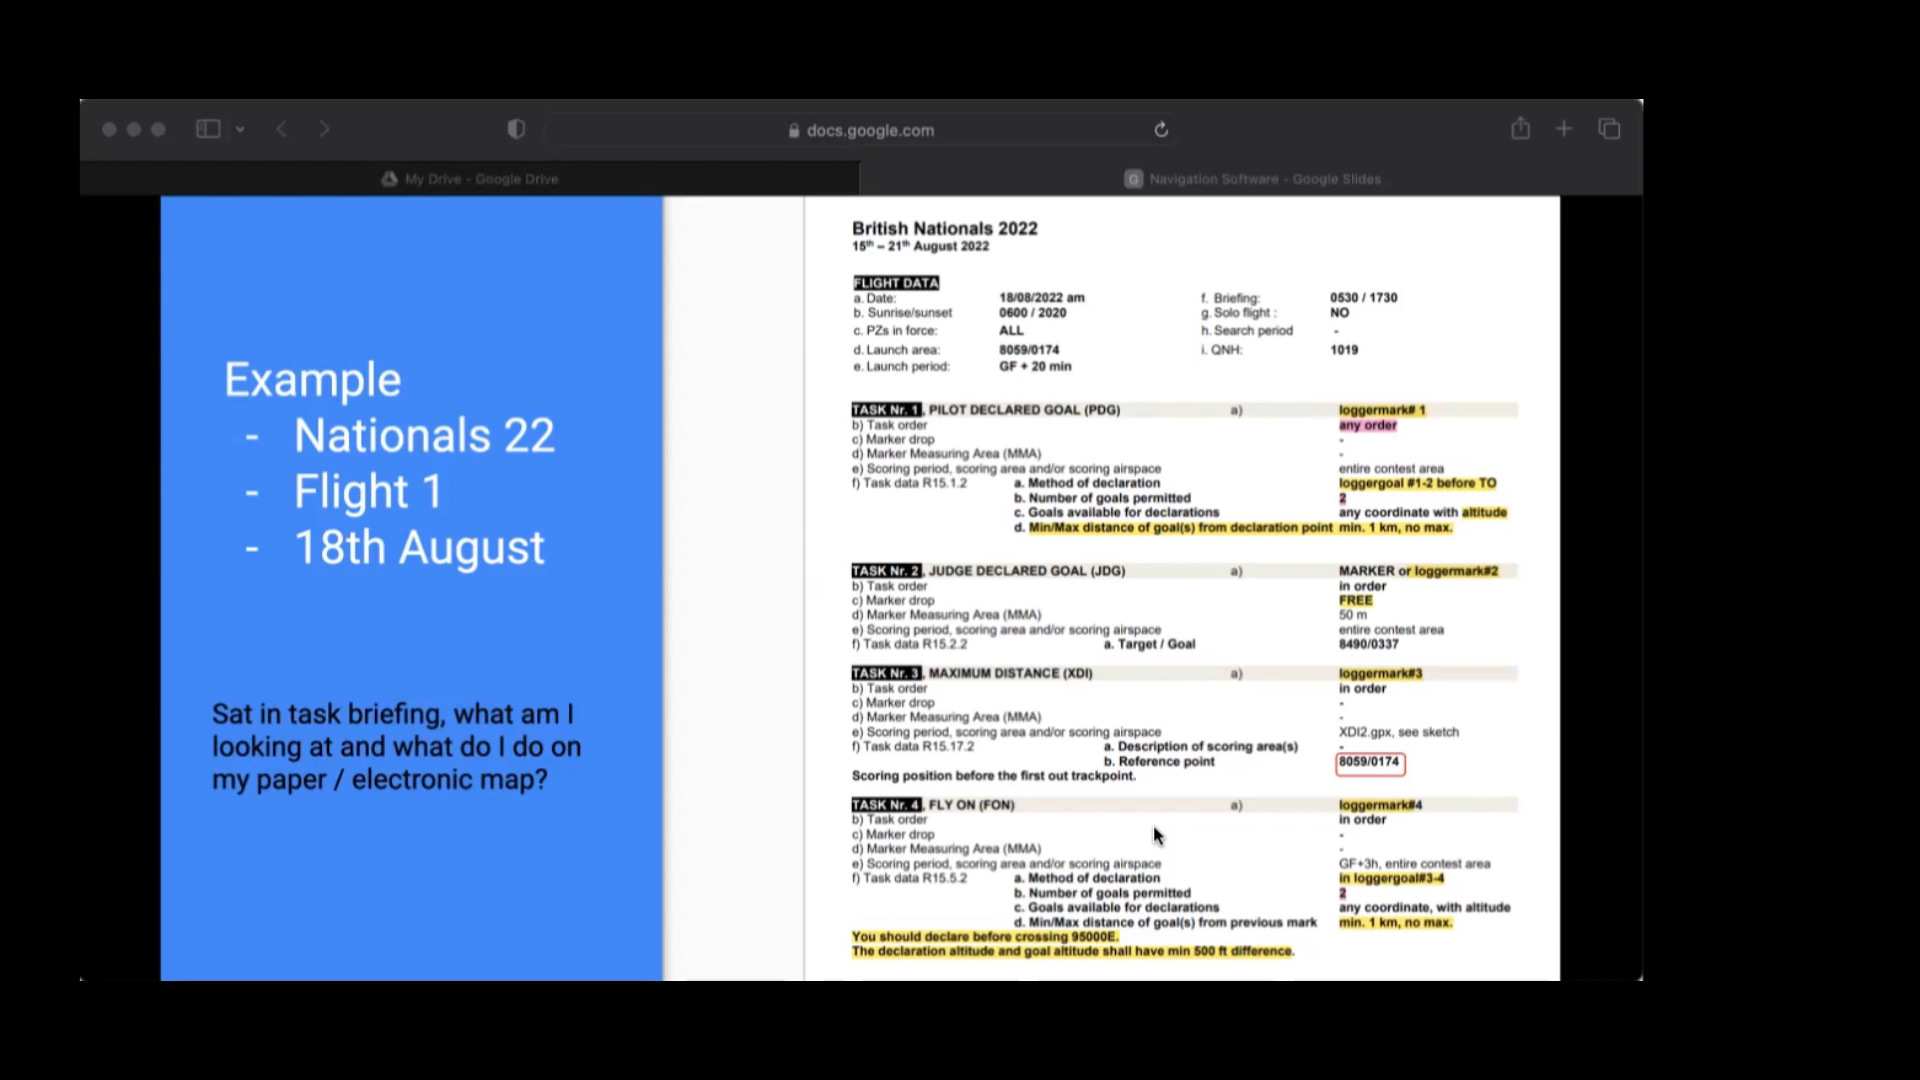 docs.google.com
My Drive - Google Drive
Navigation Software - Google Slides
Example
- Nationals 22
- Flight 1
- 18th August
Sat in task briefing, what am I
looking at and what do I do on
my paper / electronic map?
British Nationals 2022
15th – 21th August 2022
FLIGHT DATA
a. Date: 18/08/2022 am f. Briefing: 0530 / 1730
b. Sunrise/sunset 0600 / 2020 g. Solo flight : NO
c. PZs in force: ALL h. Search period -
d. Launch area: 8059/0174 i. QNH: 1019
e. Launch period: GF + 20 min
TASK Nr. 1, PILOT DECLARED GOAL (PDG) a) loggermark# 1
b) Task order any order
c) Marker drop -
d) Marker Measuring Area (MMA) -
e) Scoring period, scoring area and/or scoring airspace entire contest area
f) Task data R15.1.2 a. Method of declaration loggergoal #1-2 before TO
b. Number of goals permitted 2
c. Goals available for declarations any coordinate with altitude
d. Min/Max distance of goal(s) from declaration point min. 1 km, no max.
TASK Nr. 2, JUDGE DECLARED GOAL (JDG) a) MARKER or loggermark#2
b) Task order in order
c) Marker drop FREE
d) Marker Measuring Area (MMA) 50 m
e) Scoring period, scoring area and/or scoring airspace entire contest area
f) Task data R15.2.2 a. Target / Goal 8490/0337
TASK Nr. 3, MAXIMUM DISTANCE (XDI) a) loggermark#3
b) Task order in order
c) Marker drop -
d) Marker Measuring Area (MMA) -
e) Scoring period, scoring area and/or scoring airspace XDI2.gpx, see sketch
f) Task data R15.17.2 a. Description of scoring area(s) -
b. Reference point 8059/0174
Scoring position before the first out trackpoint.
TASK Nr. 4, FLY ON (FON) a) loggermark#4
b) Task order in order
c) Marker drop -
d) Marker Measuring Area (MMA) -
e) Scoring period, scoring area and/or scoring airspace GF+3h, entire contest area
f) Task data R15.5.2 a. Method of declaration in loggergoal#3-4
b. Number of goals permitted 2
c. Goals available for declarations any coordinate, with altitude
d. Min/Max distance of goal(s) from previous mark min. 1 km, no max.
You should declare before crossing 95000E.
The declaration altitude and goal altitude shall have min 500 ft difference.